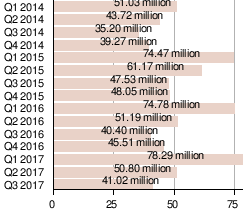 Q1 2014 51.03 million
Q2 2014 43.72 million
Q3 2014 35.20 million
Q4 2014 39.27 million
Q1 2015 74.47 million
Q2 2015 61.17 million
Q3 2015 47.53 million
Q4 2015 48.05 million
Q1 2016 74.78 million
Q2 2016 51.19 million
Q3 2016 40.40 million
Q4 2016 45.51 million
Q1 2017 78.29 million
Q2 2017 50.80 million
Q3 2017 41.02 million
0 25 50 75